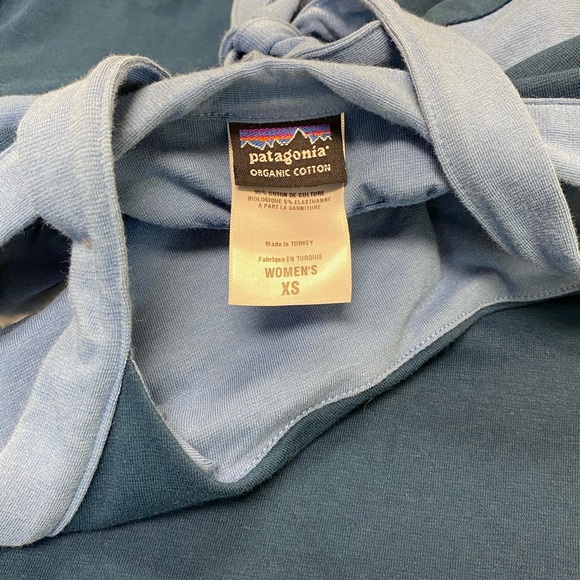 patagonia®
ORGANIC COTTON
95% COTON DE CULTURE
BIOLOGIQUE 5% ELASTHANNE
A PART LA GARNITURE
Made in TURKEY
Fabrique EN TURQUIE
WOMEN'S
XS